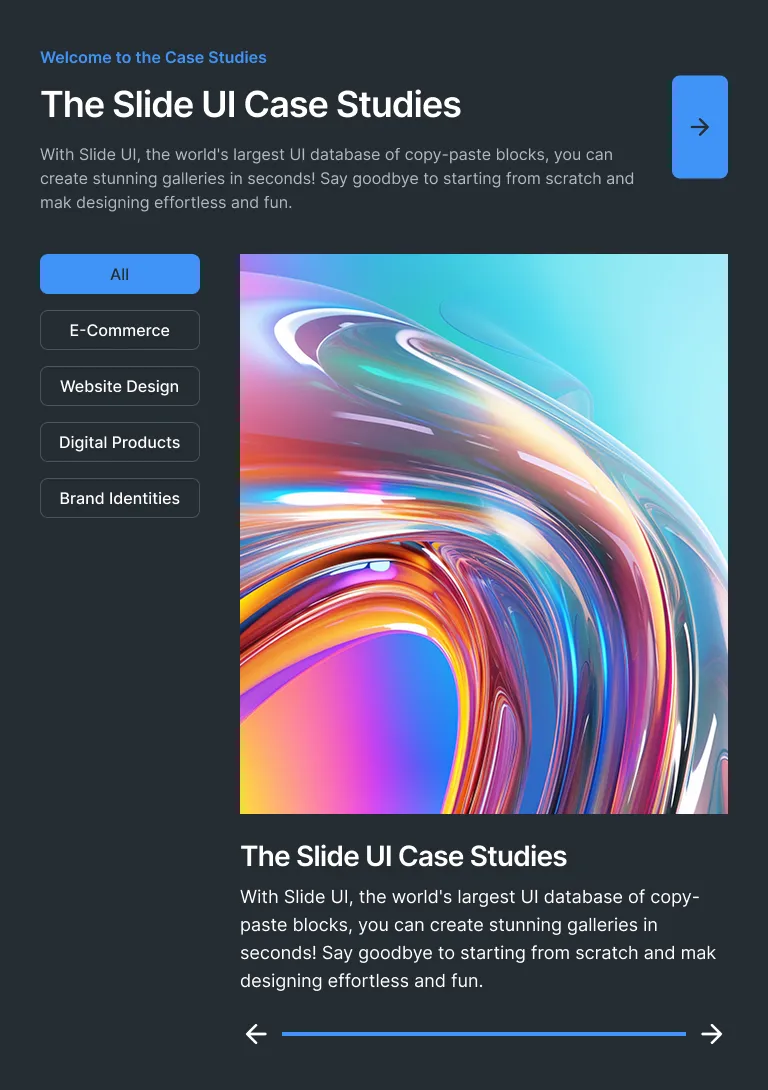 Welcome to the Case Studies
The Slide UI Case Studies
With Slide UI, the world's largest UI database of copy-paste blocks, you can
create stunning galleries in seconds! Say goodbye to starting from scratch and
mak designing effortless and fun.
All
E-Commerce
Website Design
Digital Products
Brand Identities
The Slide UI Case Studies
With Slide UI, the world's largest UI database of copy-
paste blocks, you can create stunning galleries in
seconds! Say goodbye to starting from scratch and mak
designing effortless and fun.